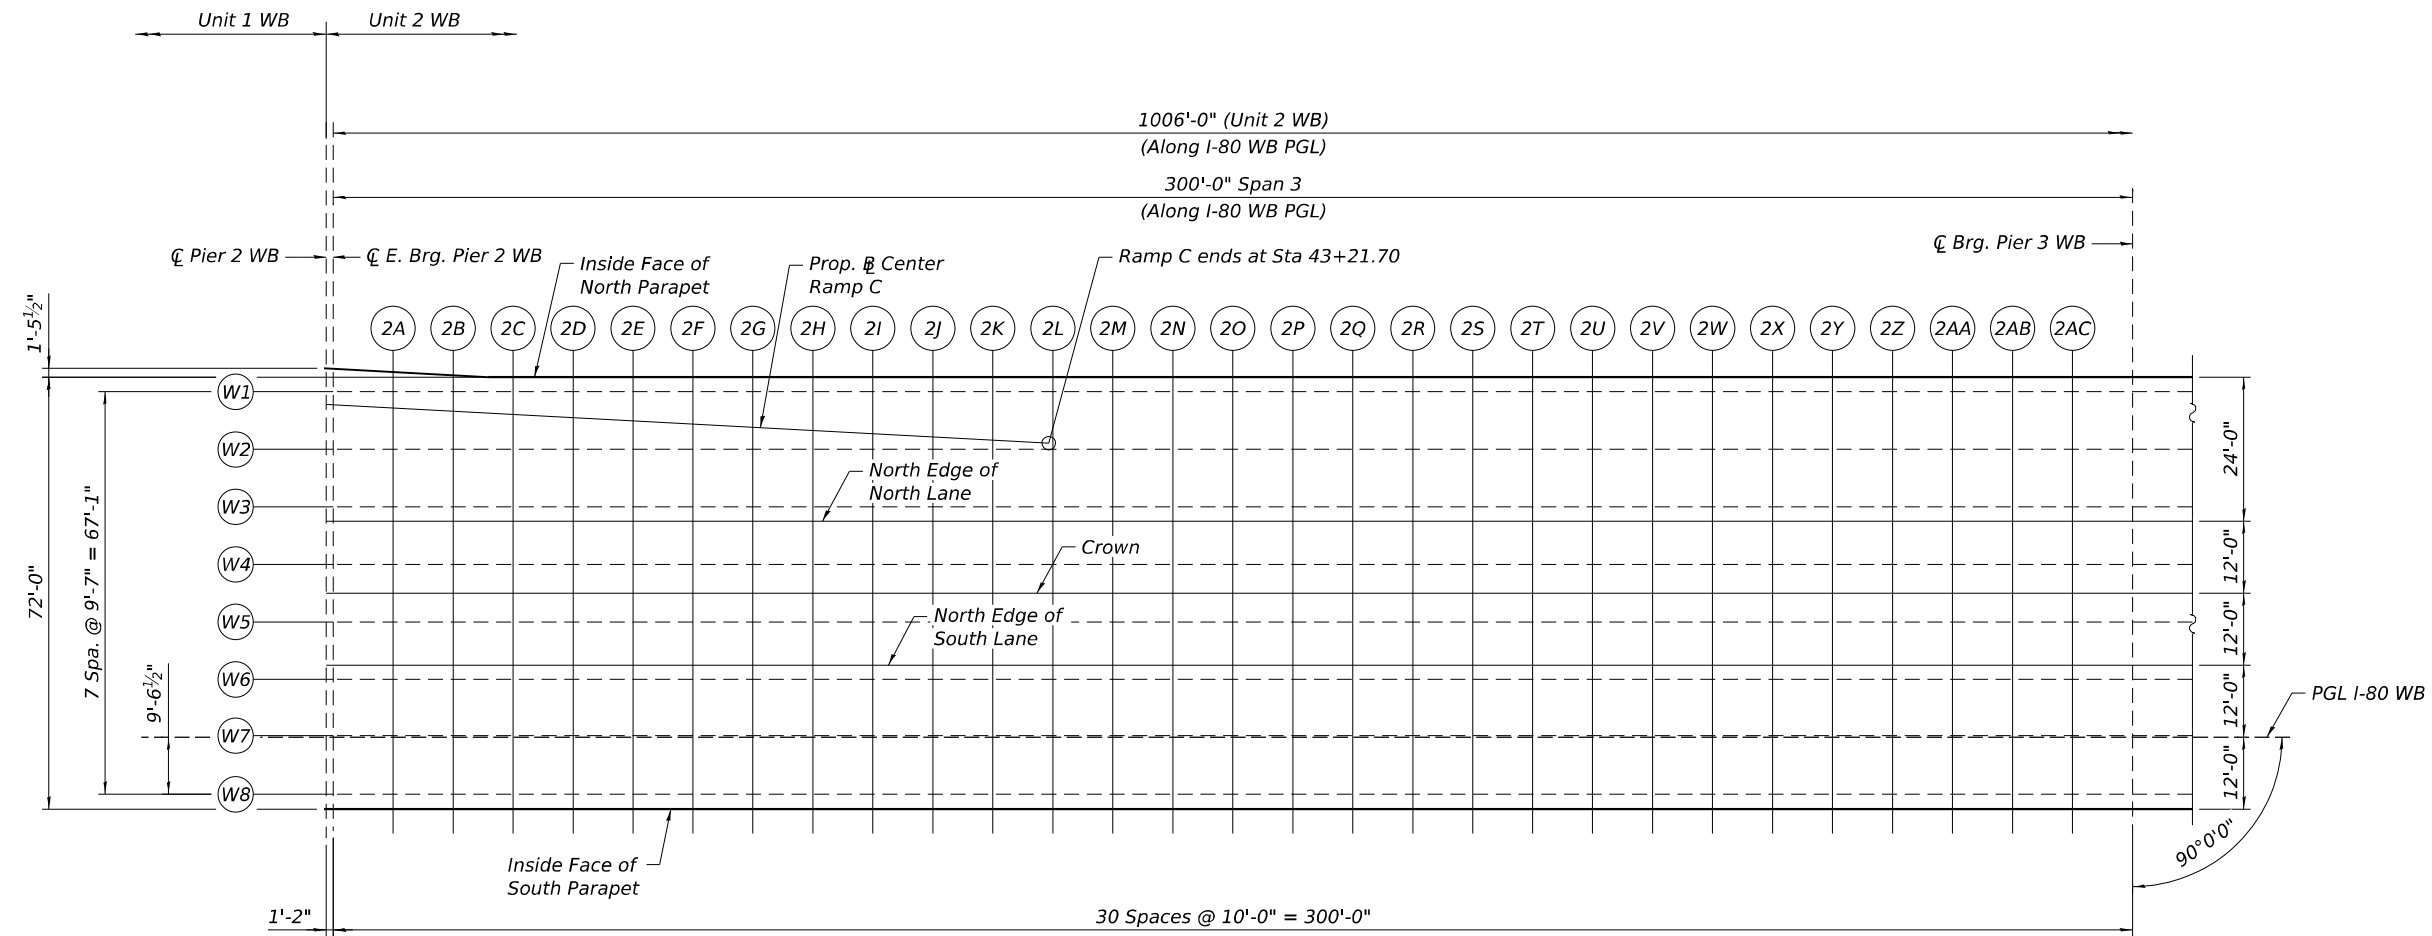 Unit 1 WB
Unit 2 WB
1006'-0" (Unit 2 WB)
(Along I-80 WB PGL)
300'-0" Span 3
(Along I-80 WB PGL)
℄ Pier 2 WB
℄ E. Brg. Pier 2 WB
Inside Face of
North Parapet
Prop. ℄ Center
Ramp C
Ramp C ends at Sta 43+21.70
℄ Brg. Pier 3 WB
2A 2B 2C 2D 2E 2F 2G 2H 2I 2J 2K 2L 2M 2N 2O 2P 2Q 2R 2S 2T 2U 2V 2W 2X 2Y 2Z 2AA 2AB 2AC
1'-5½"
72'-0"
7 Spa. @ 9'-7" = 67'-1"
9'-6½"
W1
W2
W3
W4
W5
W6
W7
W8
North Edge of
North Lane
Crown
North Edge of
South Lane
24'-0"
12'-0"
12'-0"
12'-0"
12'-0"
PGL I-80 WB
90°0'0"
Inside Face of
South Parapet
1'-2"
30 Spaces @ 10'-0" = 300'-0"